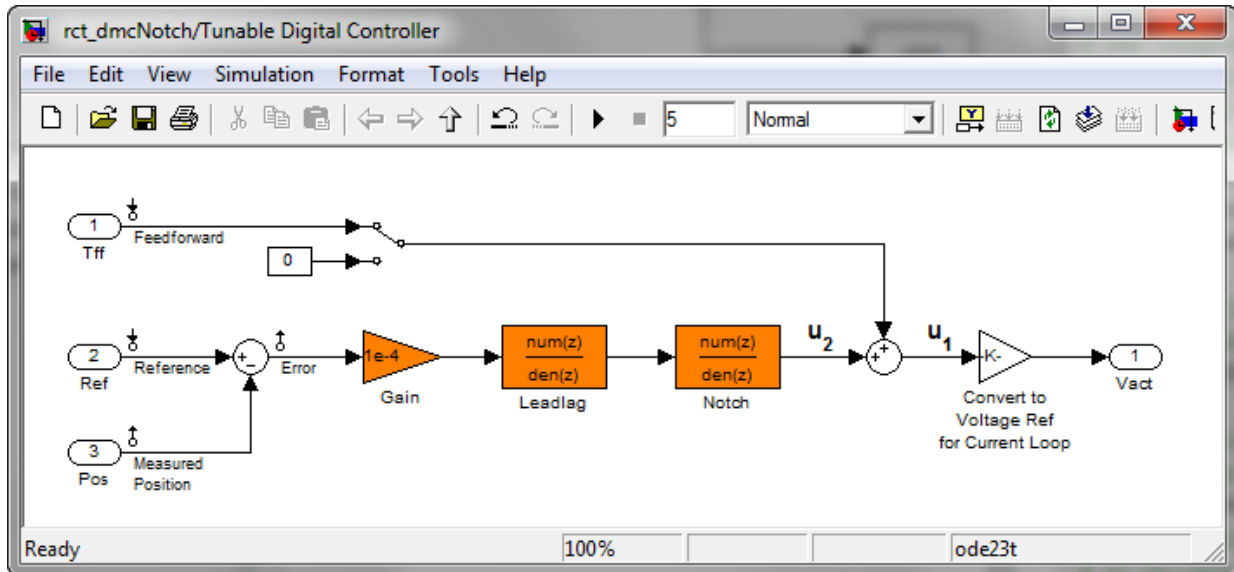 rct_dmcNotch/Tunable Digital Controller
File Edit View Simulation Format Tools Help
5 Normal
1
Tff
Feedforward
0
2
Ref
Reference
+
−
Error
1e-4
Gain
num(z)
den(z)
Leadlag
num(z)
den(z)
Notch
u2
+
+
u1
-K-
Convert to
Voltage Ref
for Current Loop
1
Vact
3
Pos
Measured
Position
Ready 100% ode23t